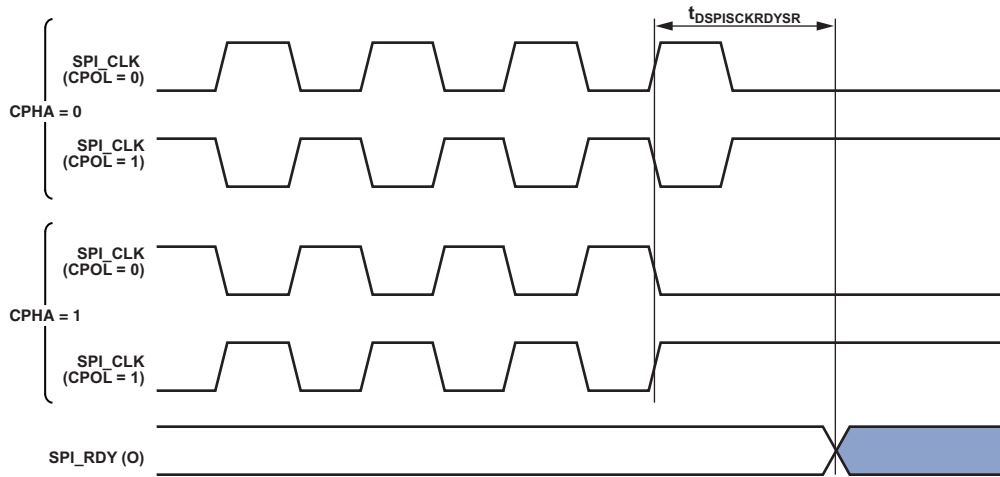 tDSPISCKRDYSR
SPI_CLK
(CPOL = 0)
CPHA = 0
SPI_CLK
(CPOL = 1)
SPI_CLK
(CPOL = 0)
CPHA = 1
SPI_CLK
(CPOL = 1)
SPI_RDY (O)